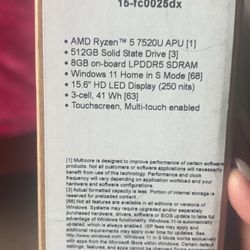 15-fc0025dx
• AMD Ryzen™ 5 7520U APU [1]
• 512GB Solid State Drive [3]
• 8GB on-board LPDDR5 SDRAM
• Windows 11 Home in S Mode [68]
• 15.6" HD LED Display (250 nits)
• 3-cell, 41 Wh [63]
• Touchscreen, Multi-touch enabled
[1] Multicore is designed to improve performance of certain software
products. Not all customers or software applications will necessarily
benefit from use of this technology. Performance and clock
frequency will vary depending on application workload and your
hardware and software configurations.
[3] Actual formatted capacity is less. Portion of internal storage is
reserved for preinstalled content.
[68] Not all features are available in all editions or versions of
Windows. Systems may require upgraded and/or separately
purchased hardware, drivers, software or BIOS update to take full
advantage of Windows functionality. Windows 11 is automatically
updated, which is always enabled. ISP fees may apply and
additional requirements may apply over time for updates. See
http://www.windows.com. Windows 11 in S
works exclusively with apps from the Microsoft Store within Windows. Certain default
settings, features, and